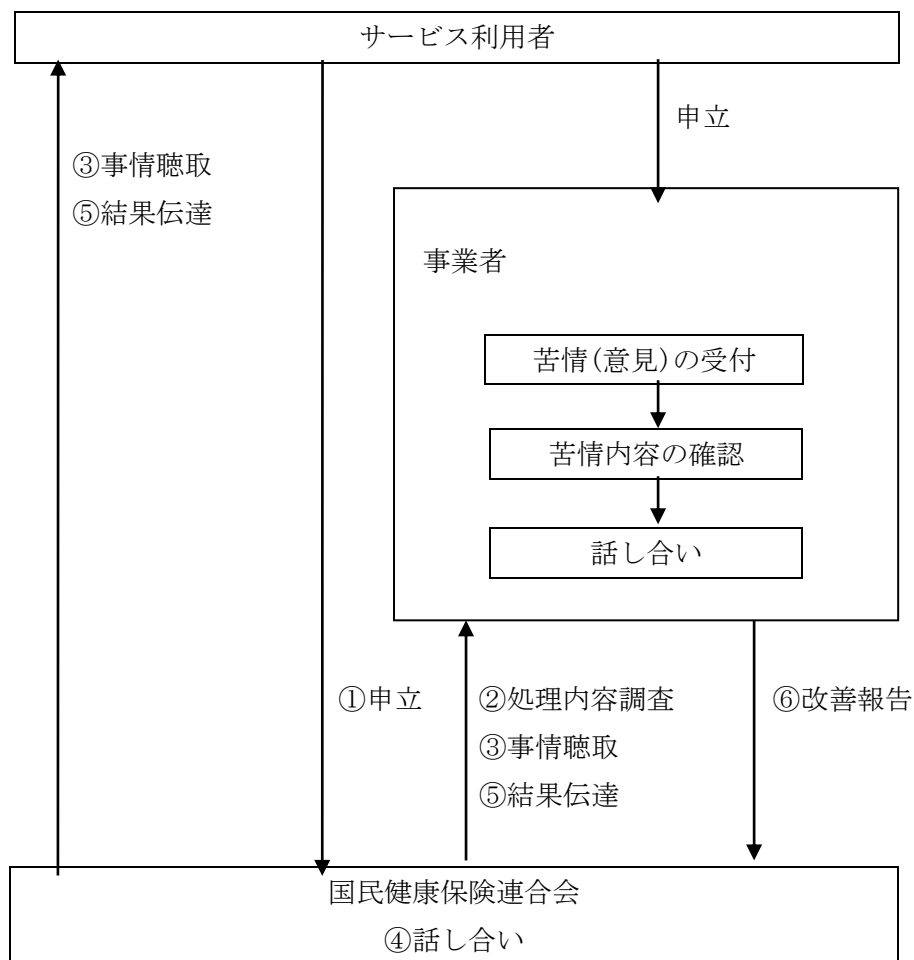 サービス利用者
申立
③事情聴取
⑤結果伝達
事業者
苦情(意見)の受付
苦情内容の確認
話し合い
①申立
②処理内容調査
③事情聴取
⑤結果伝達
⑥改善報告
国民健康保険連合会
④話し合い